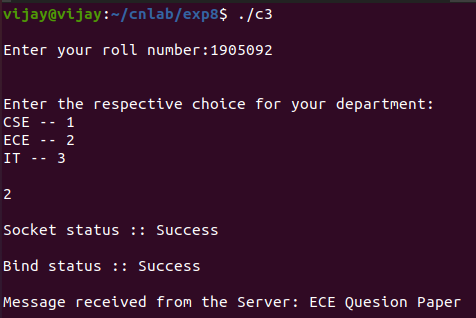 vijay@vijay:~/cnlab/exp8$ ./c3
Enter your roll number:1905092
Enter the respective choice for your department:
CSE -- 1
ECE -- 2
IT -- 3
2
Socket status :: Success
Bind status :: Success
Message received from the Server: ECE Quesion Paper